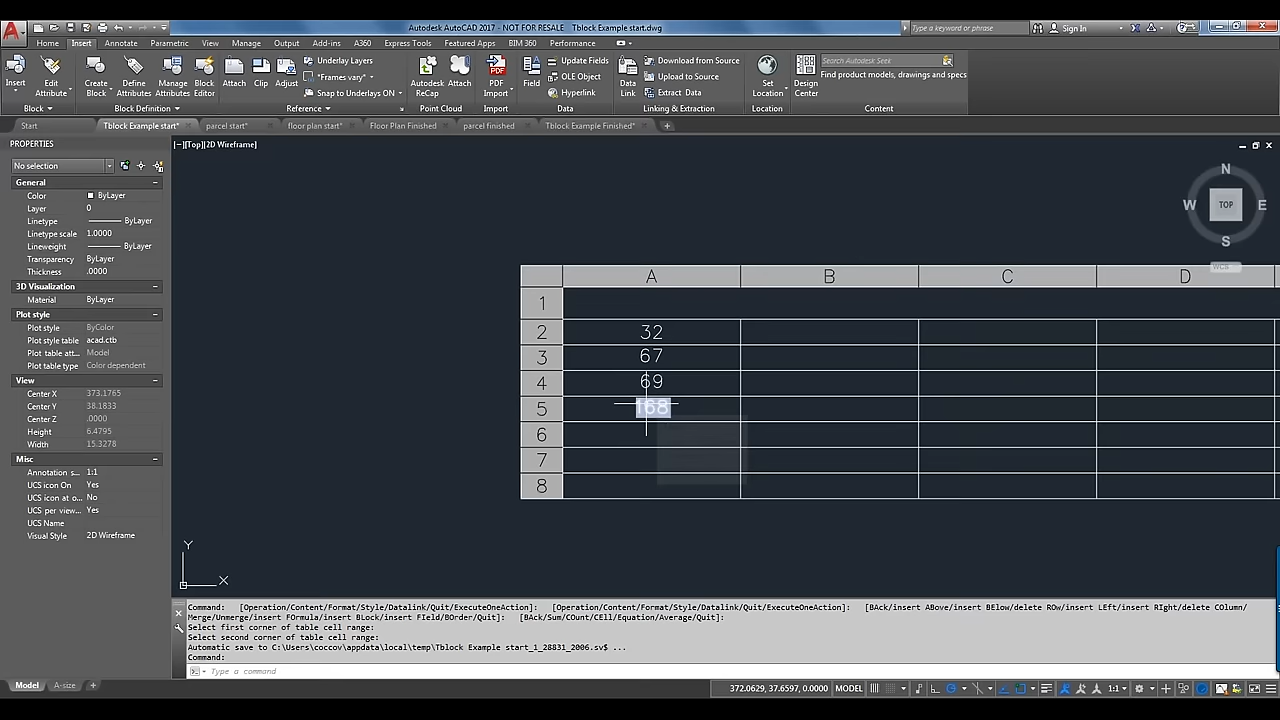 Autodesk AutoCAD 2017 - NOT FOR RESALE Tblock Example start.dwg
Type a keyword or phrase
Sign In
Home Insert Annotate Parametric View Manage Output Add-ins A360 Express Tools Featured Apps BIM 360 Performance
Insert
Edit Attribute
Create Block
Define Attributes
Manage Attributes
Block Editor
Attach
Clip
Adjust
Underlay Layers
*Frames vary*
Snap to Underlays ON
Autodesk ReCap
Attach
PDF Import
Field
Update Fields
OLE Object
Hyperlink
Data Link
Download from Source
Upload to Source
Extract Data
Set Location
Design Center
Search Autodesk Seek
Find product models, drawings and specs
Block Block Definition Reference Point Cloud Import Data Linking & Extraction Location Content
Start Tblock Example start* parcel start* floor plan start* Floor Plan Finished parcel finished Tblock Example Finished* +
PROPERTIES
[−][Top][2D Wireframe]
No selection
General
Color ByLayer
Layer 0
Linetype ByLayer
Linetype scale 1.0000
Lineweight ByLayer
Transparency ByLayer
Thickness .0000
3D Visualization
Material ByLayer
Plot style
Plot style ByColor
Plot style table acad.ctb
Plot table att... Model
Plot table type Color dependent
View
Center X 373.1765
Center Y 38.1833
Center Z .0000
Height 6.4795
Width 15.3278
Misc
Annotation s... 1:1
UCS icon On Yes
UCS icon at o... No
UCS per view... Yes
UCS Name
Visual Style 2D Wireframe
N
W TOP E
S
WCS
A B C D
1
2 32
3 67
4 69
5 168
6
7
8
Y
X
Command: [Operation/Content/Format/Style/Datalink/Quit/ExecuteOneAction]: [Operation/Content/Format/Style/Datalink/Quit/ExecuteOneAction]: [BAck/insert ABove/insert BElow/delete ROw/insert LEft/insert RIght/delete COlumn/
Merge/Unmerge/insert FOrmula/insert BLock/insert FIeld/BOrder/Quit]: [BAck/Sum/COunt/CEll/Equation/Average/Quit]:
Select first corner of table cell range:
Select second corner of table cell range:
Automatic save to C:\Users\coccov\appdata\local\temp\Tblock Example start_1_28831_2006.sv$ ...
Command:
Type a command
Model A-size +
372.0629, 37.6597, 0.0000 MODEL 1:1